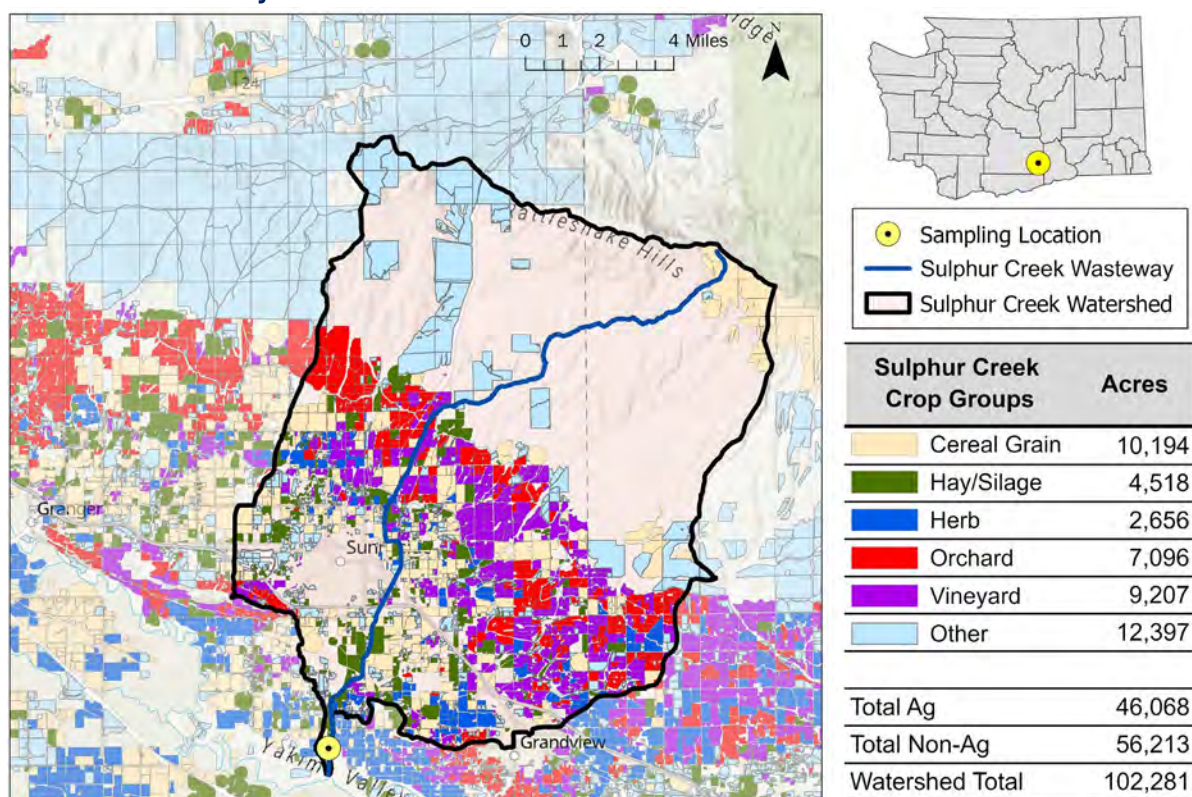 0 1 2 4 Miles
24
Rattlesnake Hills
Granger
Sunn
Grandview
Yakima Valley
Sampling Location
Sulphur Creek Wasteway
Sulphur Creek Watershed
Sulphur Creek Crop Groups Acres
Cereal Grain 10,194
Hay/Silage 4,518
Herb 2,656
Orchard 7,096
Vineyard 9,207
Other 12,397
Total Ag 46,068
Total Non-Ag 56,213
Watershed Total 102,281